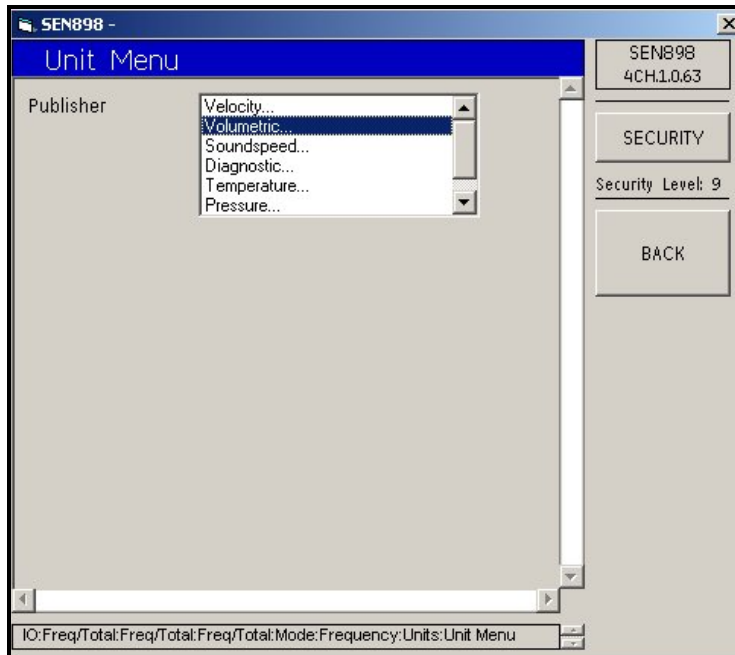 SEN898 -
Unit Menu
SEN898
4CH.1.0.63
Publisher
Velocity...
Volumetric...
Soundspeed...
Diagnostic...
Temperature...
Pressure...
SECURITY
Security Level: 9
BACK
IO:Freq/Total:Freq/Total:Freq/Total:Mode:Frequency:Units:Unit Menu